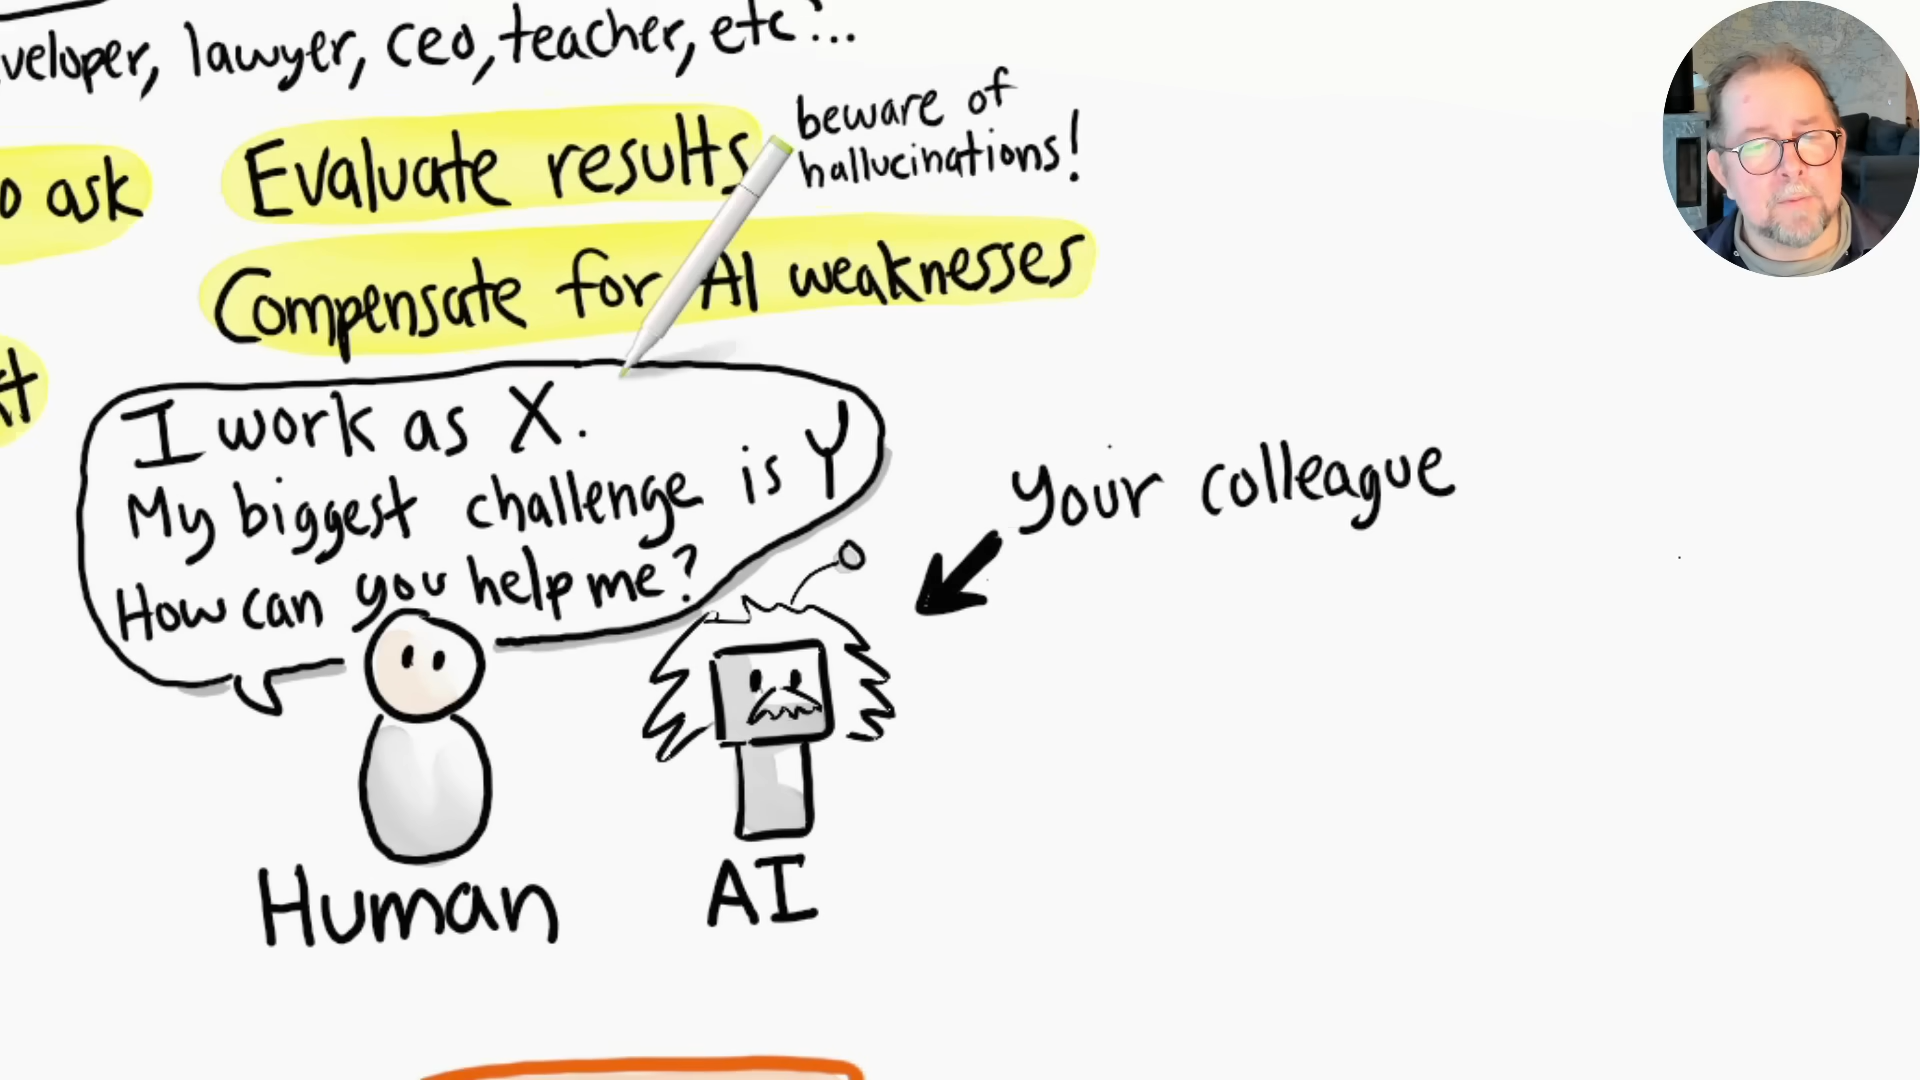 veloper, lawyer, ceo, teacher, etc?...
o ask
Evaluate results
beware of
hallucinations!
Compensate for AI weaknesses
I work as X.
My biggest challenge is Y
How can you help me?
Your colleague
Human
AI